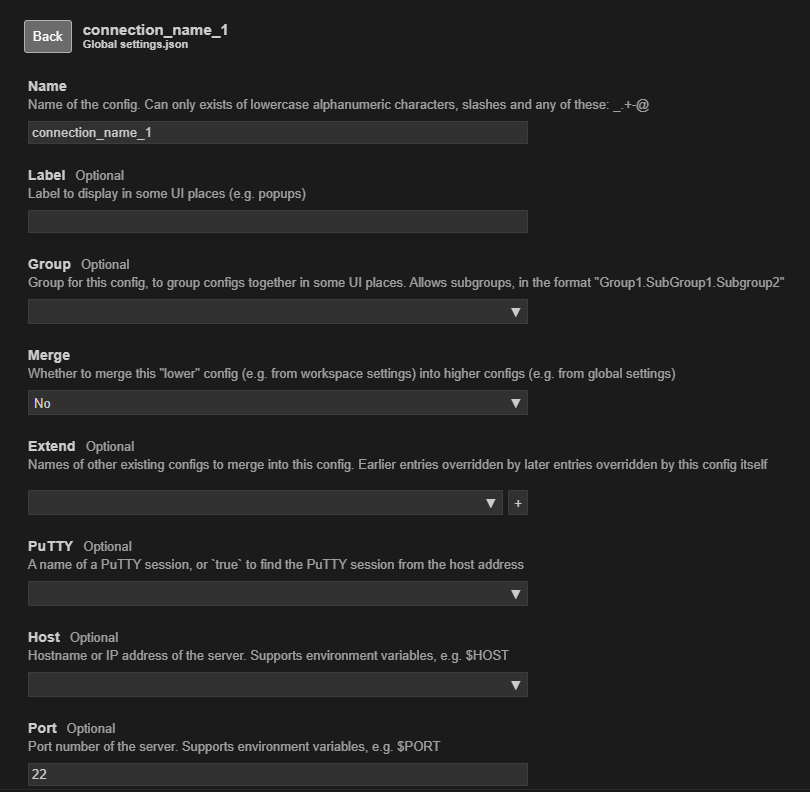 Back
connection_name_1
Global settings.json
Name
Name of the config. Can only exists of lowercase alphanumeric characters, slashes and any of these: _.+-@
connection_name_1
Label Optional
Label to display in some UI places (e.g. popups)
Group Optional
Group for this config, to group configs together in some UI places. Allows subgroups, in the format "Group1.SubGroup1.Subgroup2"
Merge
Whether to merge this "lower" config (e.g. from workspace settings) into higher configs (e.g. from global settings)
No
Extend Optional
Names of other existing configs to merge into this config. Earlier entries overridden by later entries overridden by this config itself
+
PuTTY Optional
A name of a PuTTY session, or `true` to find the PuTTY session from the host address
Host Optional
Hostname or IP address of the server. Supports environment variables, e.g. $HOST
Port Optional
Port number of the server. Supports environment variables, e.g. $PORT
22